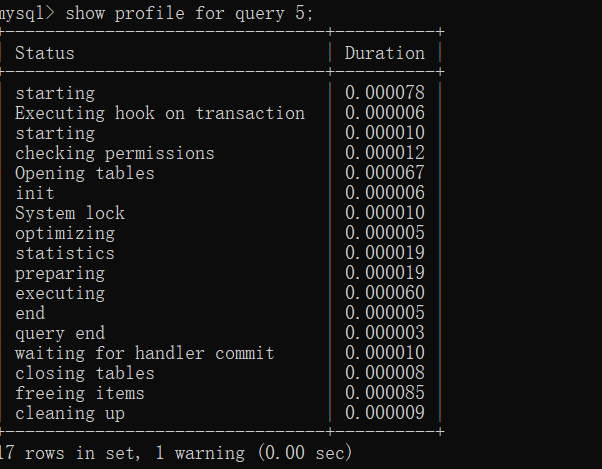 mysql> show profile for query 5;
+--------------------------------+----------+
| Status                         | Duration |
+--------------------------------+----------+
| starting                       | 0.000078 |
| Executing hook on transaction  | 0.000006 |
| starting                       | 0.000010 |
| checking permissions           | 0.000012 |
| Opening tables                 | 0.000067 |
| init                           | 0.000006 |
| System lock                    | 0.000010 |
| optimizing                     | 0.000005 |
| statistics                     | 0.000019 |
| preparing                      | 0.000019 |
| executing                      | 0.000060 |
| end                            | 0.000005 |
| query end                      | 0.000003 |
| waiting for handler commit     | 0.000010 |
| closing tables                 | 0.000008 |
| freeing items                  | 0.000085 |
| cleaning up                    | 0.000009 |
+--------------------------------+----------+
17 rows in set, 1 warning (0.00 sec)